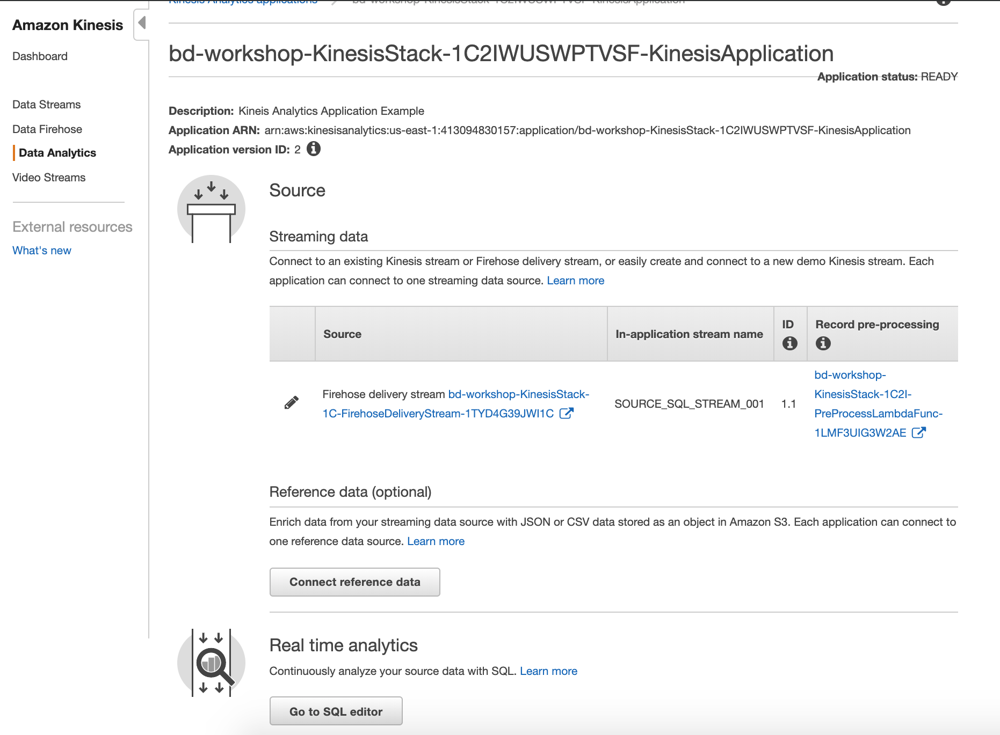 Kinesis Analytics applications
bd-workshop-KinesisStack-1C2IWUSWPTVSF-KinesisApplication
Amazon Kinesis
Dashboard
Data Streams
Data Firehose
Data Analytics
Video Streams
External resources
What's new
bd-workshop-KinesisStack-1C2IWUSWPTVSF-KinesisApplication
Application status: READY
Description: Kineis Analytics Application Example
Application ARN: arn:aws:kinesisanalytics:us-east-1:413094830157:application/bd-workshop-KinesisStack-1C2IWUSWPTVSF-KinesisApplication
Application version ID: 2
Source
Streaming data
Connect to an existing Kinesis stream or Firehose delivery stream, or easily create and connect to a new demo Kinesis stream. Each
application can connect to one streaming data source. Learn more
Source
In-application stream name
ID
Record pre-processing
Firehose delivery stream bd-workshop-KinesisStack-
1C-FirehoseDeliveryStream-1TYD4G39JWI1C
SOURCE_SQL_STREAM_001
1.1
bd-workshop-
KinesisStack-1C2I-
PreProcessLambdaFunc-
1LMF3UIG3W2AE
Reference data (optional)
Enrich data from your streaming data source with JSON or CSV data stored as an object in Amazon S3. Each application can connect to
one reference data source. Learn more
Connect reference data
Real time analytics
Continuously analyze your source data with SQL. Learn more
Go to SQL editor